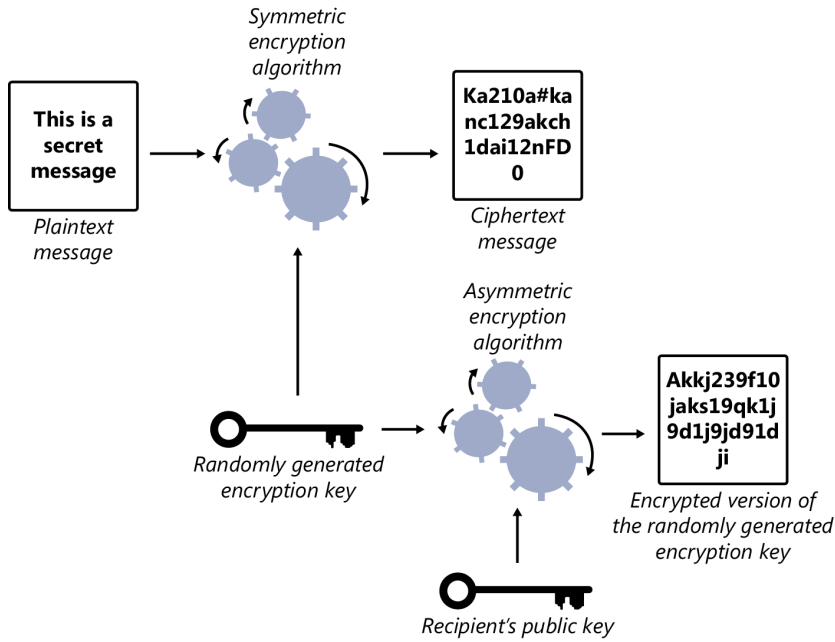 Symmetric
encryption
algorithm
This is a
secret
message
Plaintext
message
Ka210a#ka
nc129akch
1dai12nFD
0
Ciphertext
message
Asymmetric
encryption
algorithm
Randomly generated
encryption key
Akkj239f10
jaks19qk1j
9d1j9jd91d
ji
Encrypted version of
the randomly generated
encryption key
Recipient's public key